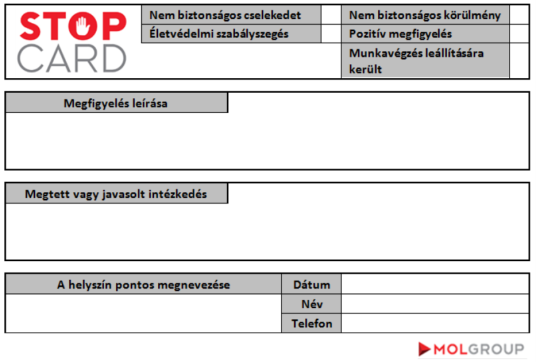 STOP
CARD
Nem biztonságos cselekedet
Nem biztonságos körülmény
Életvédelmi szabályszegés
Pozitív megfigyelés
Munkavégzés leállítására
került
Megfigyelés leírása
Megtett vagy javasolt intézkedés
A helyszín pontos megnevezése
Dátum
Név
Telefon
MOLGROUP